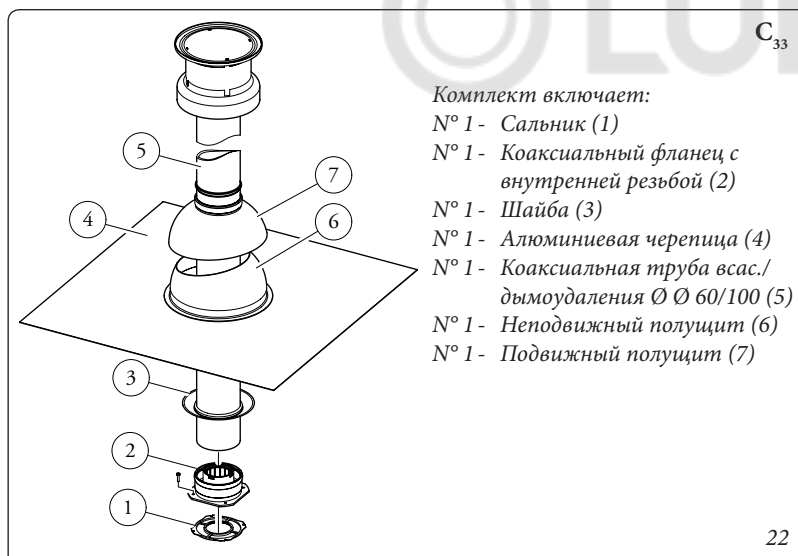 C33
Комплект включает:
N° 1 - Сальник (1)
N° 1 - Коаксиальный фланец с
внутренней резьбой (2)
N° 1 - Шайба (3)
N° 1 - Алюминиевая черепица (4)
N° 1 - Коаксиальная труба всас./
дымоудаления Ø Ø 60/100 (5)
N° 1 - Неподвижный полущит (6)
N° 1 - Подвижный полущит (7)
5
7
4
6
3
2
1
22